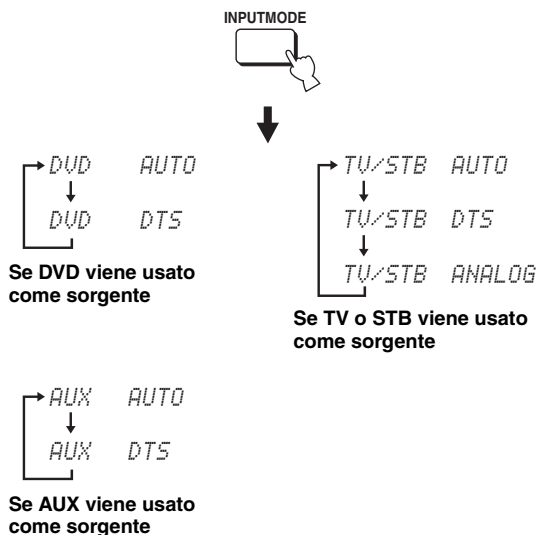 INPUTMODE
DVD AUTO
DVD DTS
Se DVD viene usato
come sorgente
TV/STB AUTO
TV/STB DTS
TV/STB ANALOG
Se TV o STB viene usato
come sorgente
AUX AUTO
AUX DTS
Se AUX viene usato
come sorgente